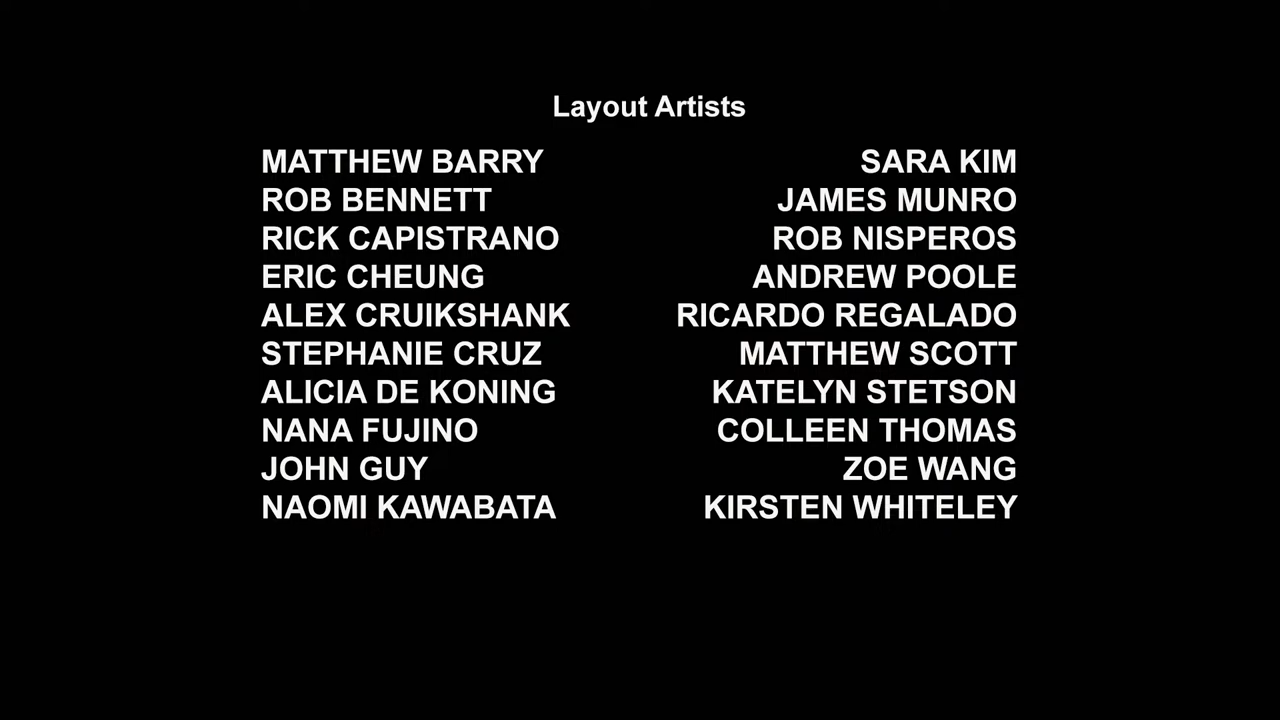 Layout Artists
MATTHEW BARRY SARA KIM
ROB BENNETT JAMES MUNRO
RICK CAPISTRANO ROB NISPEROS
ERIC CHEUNG ANDREW POOLE
ALEX CRUIKSHANK RICARDO REGALADO
STEPHANIE CRUZ MATTHEW SCOTT
ALICIA DE KONING KATELYN STETSON
NANA FUJINO COLLEEN THOMAS
JOHN GUY ZOE WANG
NAOMI KAWABATA KIRSTEN WHITELEY